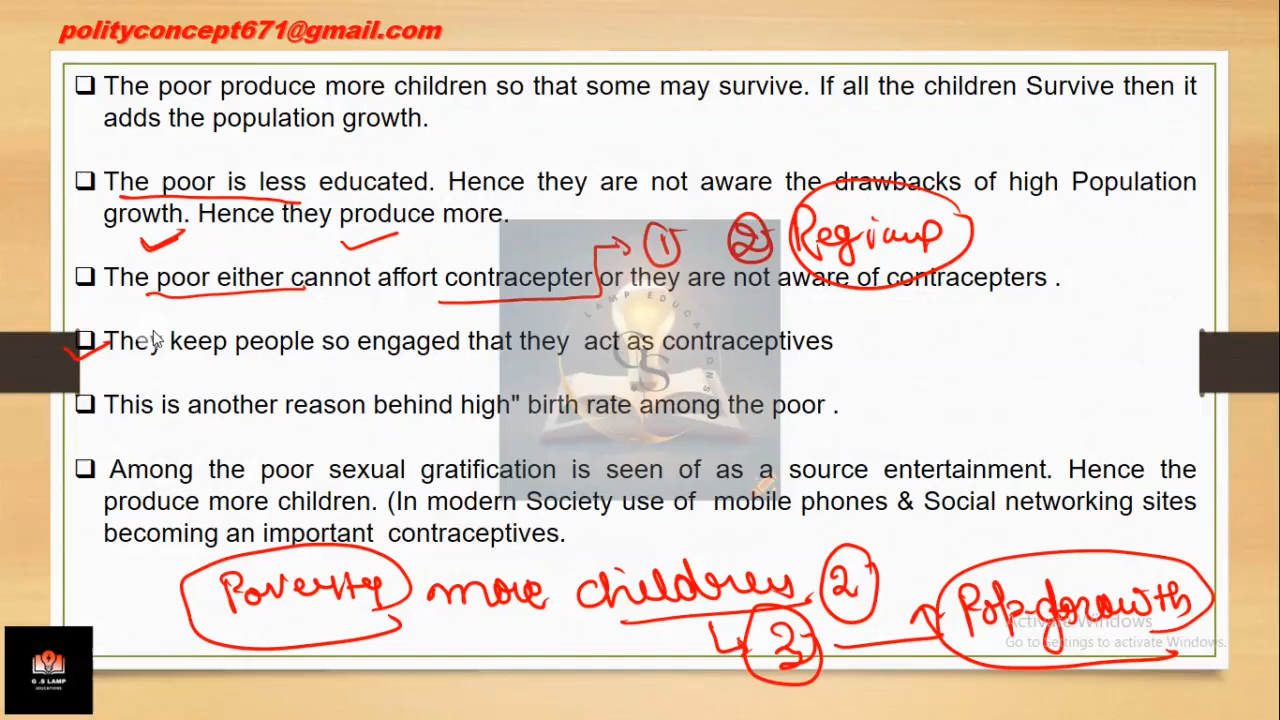 polityconcept671@gmail.com
The poor produce more children so that some may survive. If all the children Survive then it
adds the population growth.
The poor is less educated. Hence they are not aware the drawbacks of high Population
growth. Hence they produce more.
1 2
The poor either cannot affort contracepter or they are not aware of contracepters .
LAMP EDUCATIONS
They keep people so engaged that they act as contraceptives
GS
This is another reason behind high" birth rate among the poor .
Among the poor sexual gratification is seen of as a source entertainment. Hence the
produce more children. (In modern Society use of mobile phones & Social networking sites
becoming an important contraceptives.
Poverty more children 2+
Pop-growth
Activate Windows
Go to Settings to activate Windows.
G .S LAMP
EDUCATIONS